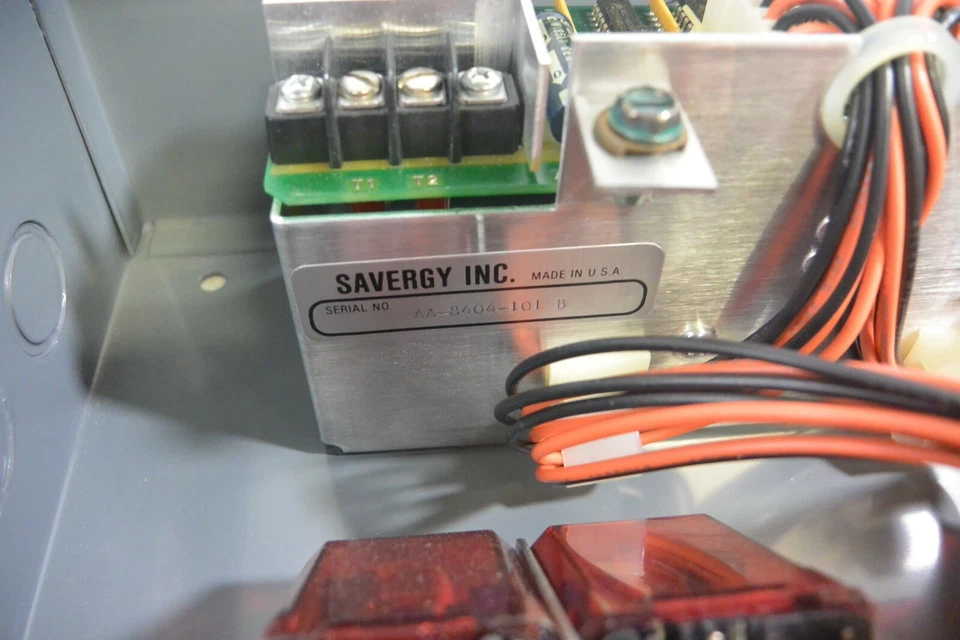 T1 T2
SAVERGY INC. MADE IN U.S.A
SERIAL NO. AA-8404-101 B